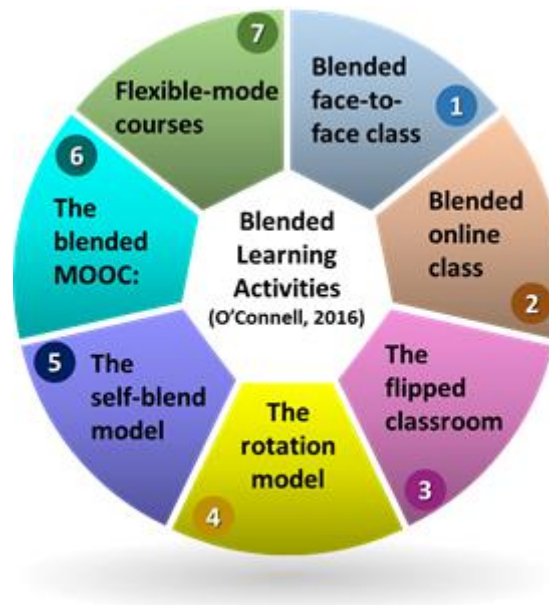 Blended
Learning
Activities
(O'Connell, 2016)
1
Blended
face-to-
face class
2
Blended
online
class
3
The
flipped
classroom
4
The
rotation
model
5
The
self-blend
model
6
The
blended
MOOC:
7
Flexible-mode
courses